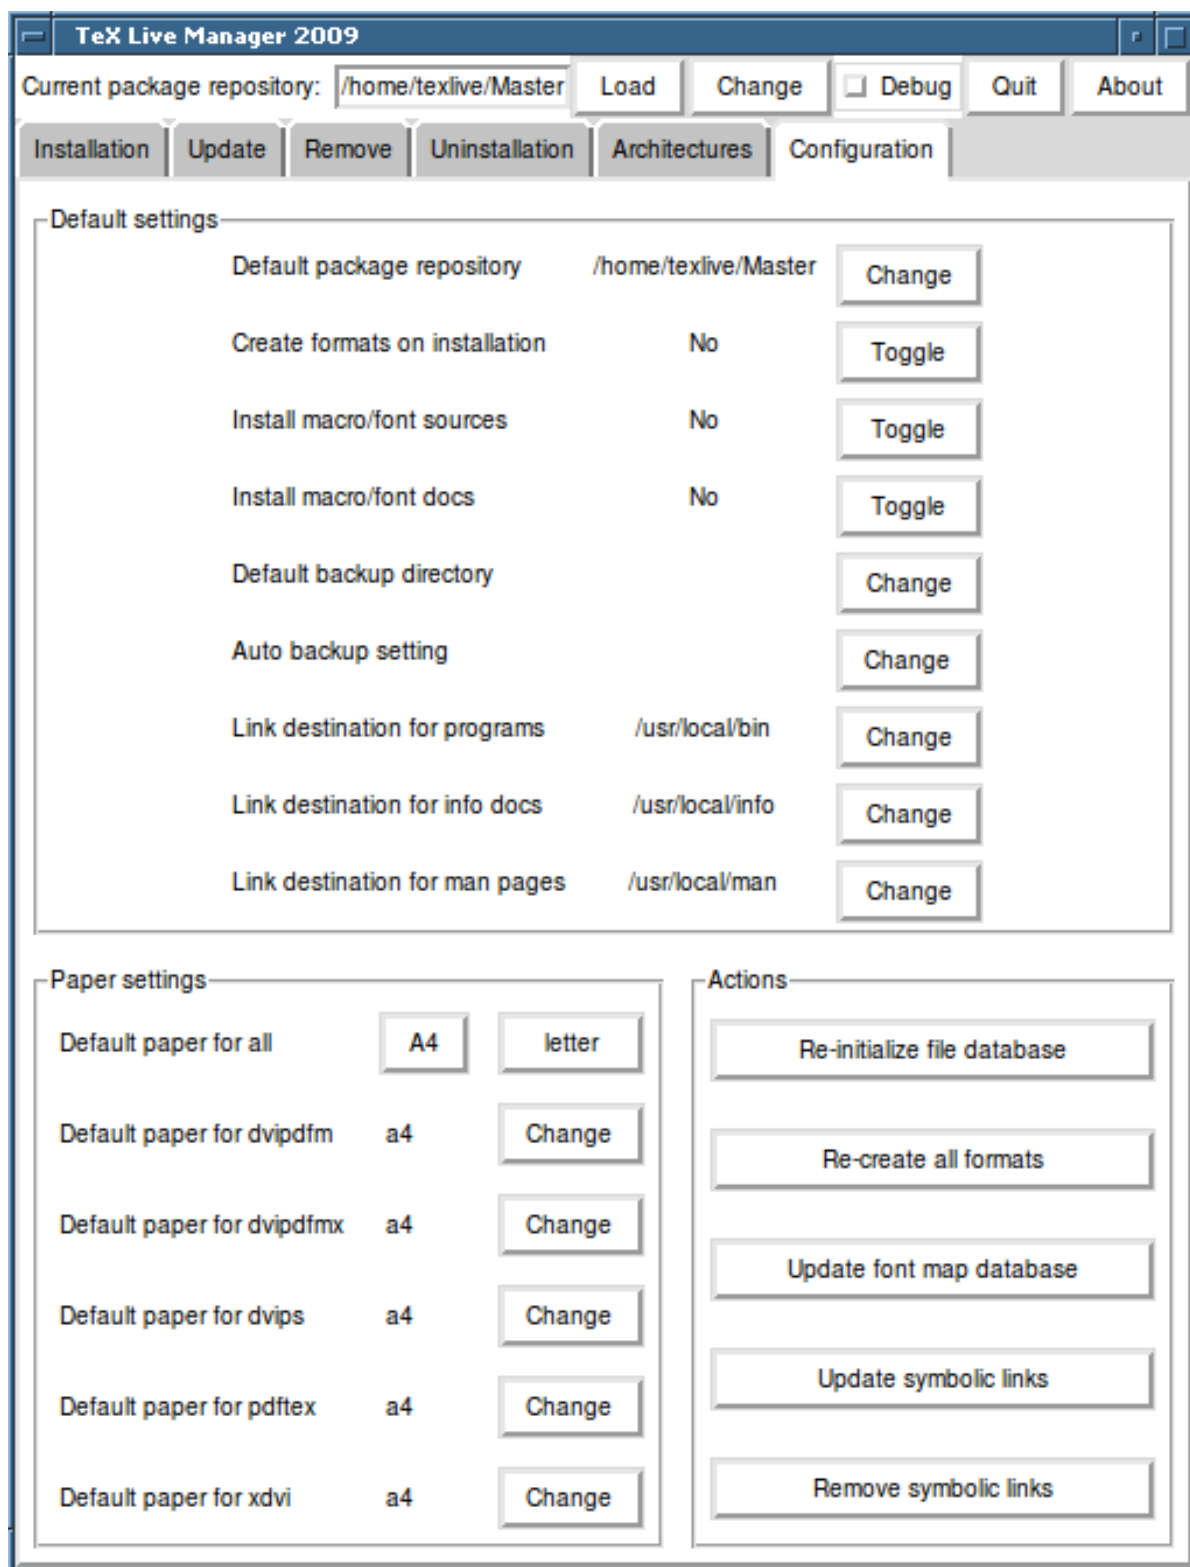 TeX Live Manager 2009
Current package repository: /home/texlive/Master Load Change Debug Quit About
Installation Update Remove Uninstallation Architectures Configuration
Default settings
Default package repository /home/texlive/Master Change
Create formats on installation No Toggle
Install macro/font sources No Toggle
Install macro/font docs No Toggle
Default backup directory Change
Auto backup setting Change
Link destination for programs /usr/local/bin Change
Link destination for info docs /usr/local/info Change
Link destination for man pages /usr/local/man Change
Paper settings
Default paper for all A4 letter
Default paper for dvipdfm a4 Change
Default paper for dvipdfmx a4 Change
Default paper for dvips a4 Change
Default paper for pdftex a4 Change
Default paper for xdvi a4 Change
Actions
Re-initialize file database
Re-create all formats
Update font map database
Update symbolic links
Remove symbolic links